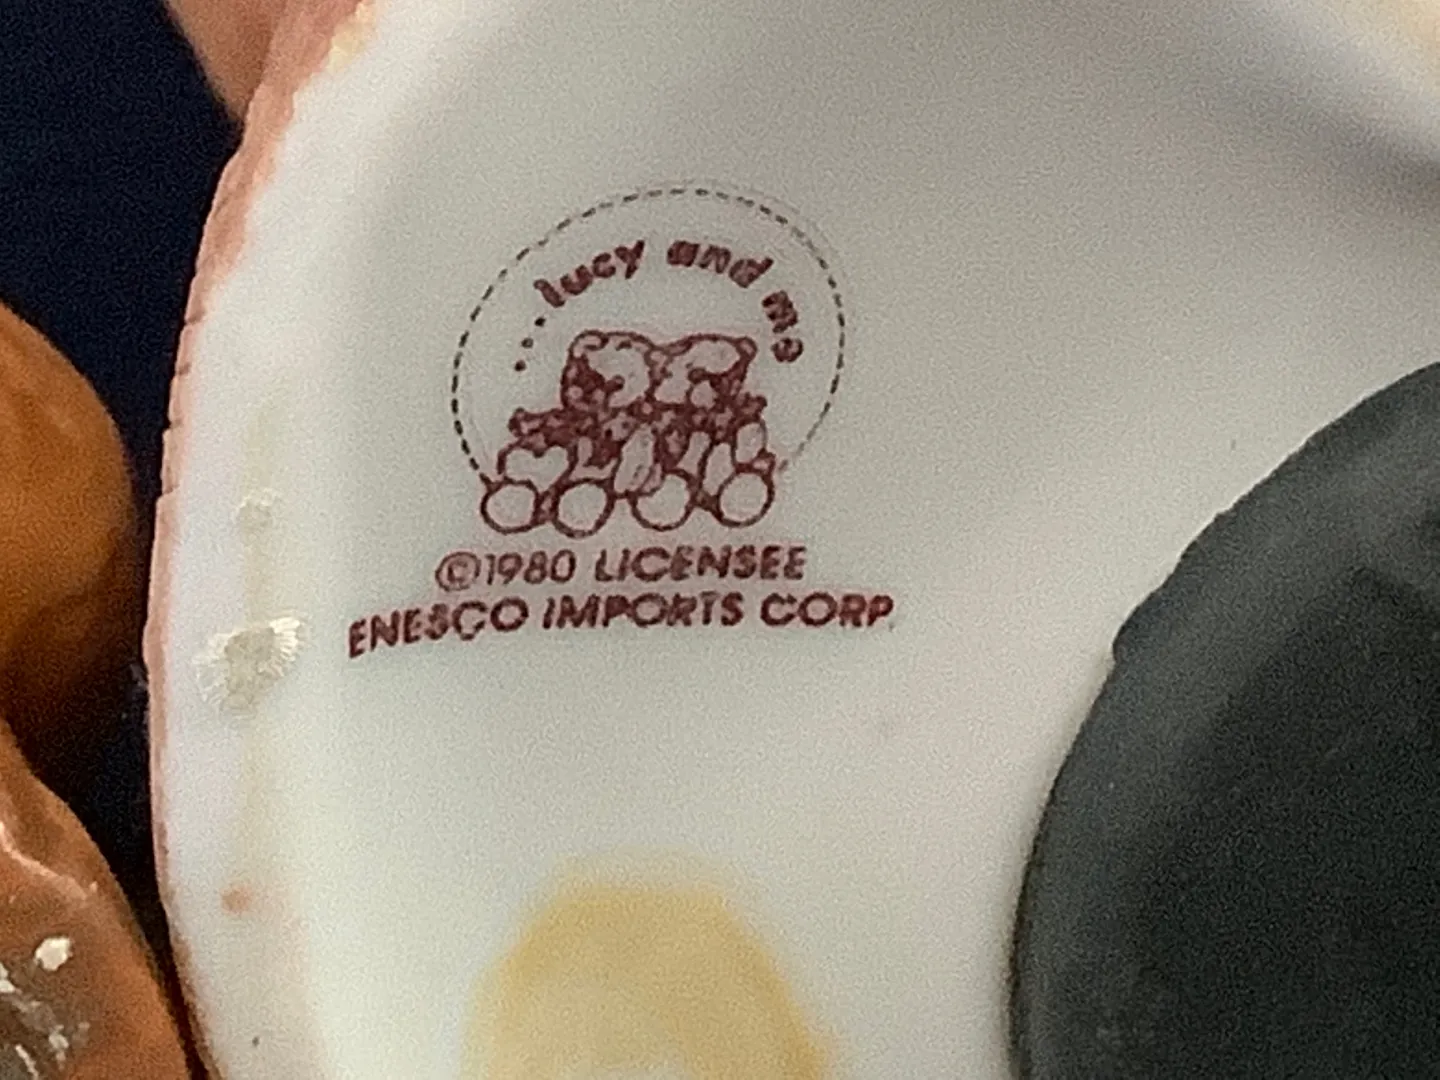 ...lucy and me
©1980 LICENSEE
ENESCO IMPORTS CORP.